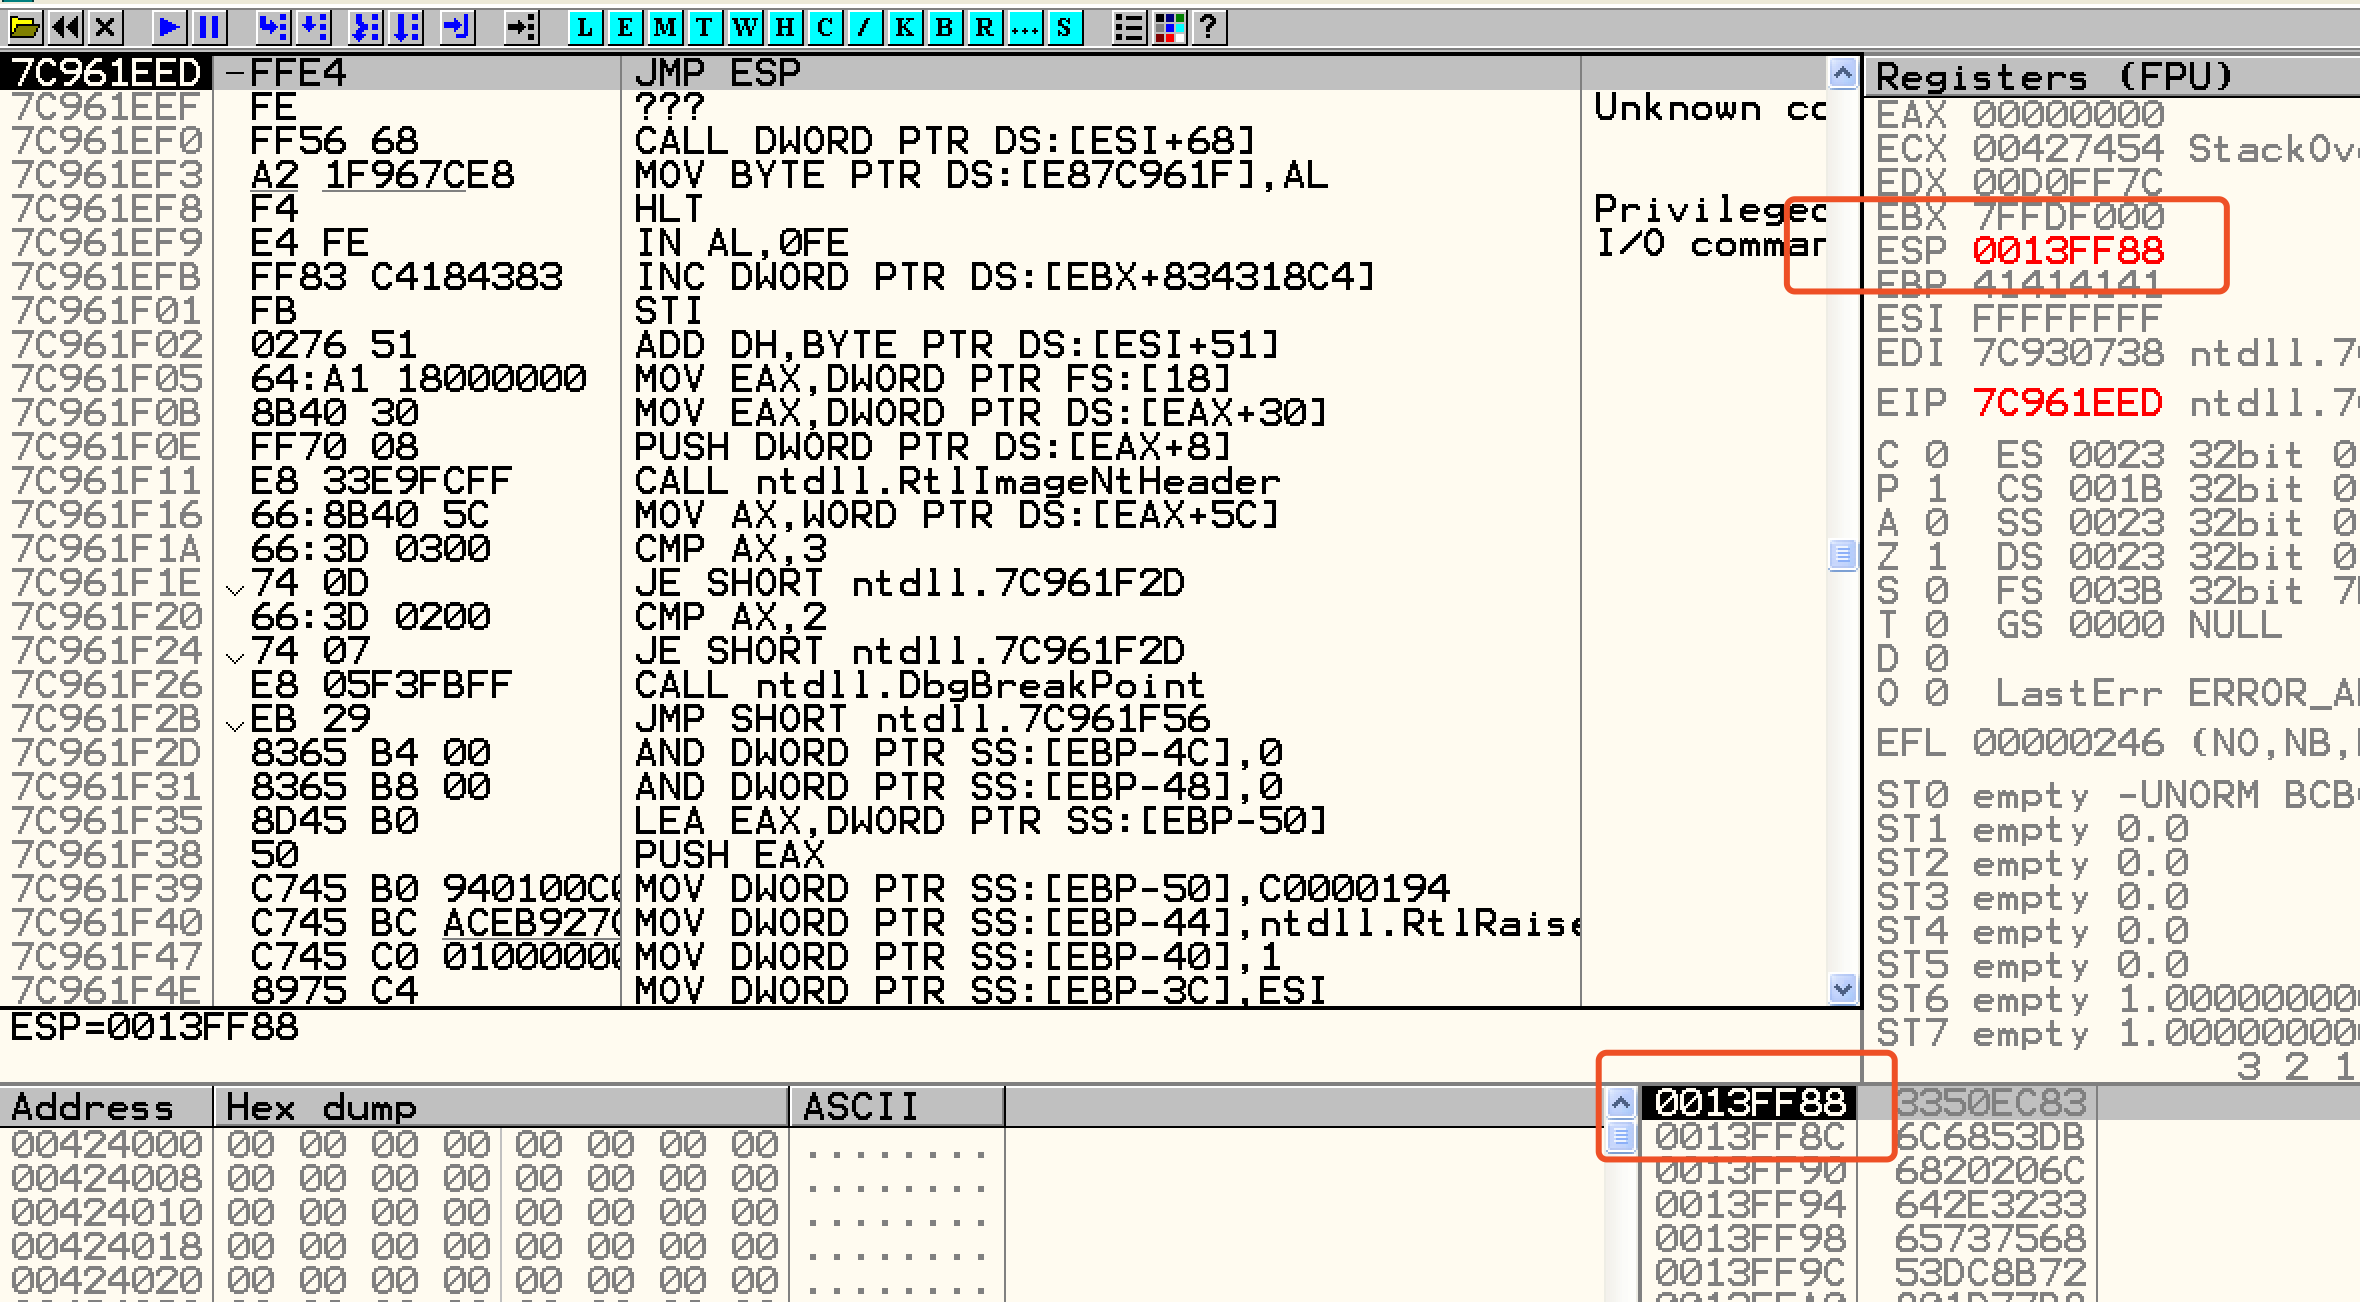 L E M T W H C / K B R ... S ?
7C961EED -FFE4 JMP ESP
7C961EEF FE ??? Unknown cc
7C961EF0 FF56 68 CALL DWORD PTR DS:[ESI+68]
7C961EF3 A2 1F967CE8 MOV BYTE PTR DS:[E87C961F],AL
7C961EF8 F4 HLT Privileged
7C961EF9 E4 FE IN AL,0FE I/O commar
7C961EFB FF83 C4184383 INC DWORD PTR DS:[EBX+834318C4]
7C961F01 FB STI
7C961F02 0276 51 ADD DH,BYTE PTR DS:[ESI+51]
7C961F05 64:A1 18000000 MOV EAX,DWORD PTR FS:[18]
7C961F0B 8B40 30 MOV EAX,DWORD PTR DS:[EAX+30]
7C961F0E FF70 08 PUSH DWORD PTR DS:[EAX+8]
7C961F11 E8 33E9FCFF CALL ntdll.RtlImageNtHeader
7C961F16 66:8B40 5C MOV AX,WORD PTR DS:[EAX+5C]
7C961F1A 66:3D 0300 CMP AX,3
7C961F1E 74 0D JE SHORT ntdll.7C961F2D
7C961F20 66:3D 0200 CMP AX,2
7C961F24 74 07 JE SHORT ntdll.7C961F2D
7C961F26 E8 05F3FBFF CALL ntdll.DbgBreakPoint
7C961F2B EB 29 JMP SHORT ntdll.7C961F56
7C961F2D 8365 B4 00 AND DWORD PTR SS:[EBP-4C],0
7C961F31 8365 B8 00 AND DWORD PTR SS:[EBP-48],0
7C961F35 8D45 B0 LEA EAX,DWORD PTR SS:[EBP-50]
7C961F38 50 PUSH EAX
7C961F39 C745 B0 940100C0 MOV DWORD PTR SS:[EBP-50],C0000194
7C961F40 C745 BC ACEB927C MOV DWORD PTR SS:[EBP-44],ntdll.RtlRaise
7C961F47 C745 C0 01000000 MOV DWORD PTR SS:[EBP-40],1
7C961F4E 8975 C4 MOV DWORD PTR SS:[EBP-3C],ESI
ESP=0013FF88
Registers (FPU)
EAX 00000000
ECX 00427454 StackOv
EDX 00D0FF7C
EBX 7FFDF000
ESP 0013FF88
EBP 41414141
ESI FFFFFFFF
EDI 7C930738 ntdll.7
EIP 7C961EED ntdll.7
C 0 ES 0023 32bit 0
P 1 CS 001B 32bit 0
A 0 SS 0023 32bit 0
Z 1 DS 0023 32bit 0
S 0 FS 003B 32bit 7
T 0 GS 0000 NULL
D 0
O 0 LastErr ERROR_A
EFL 00000246 (NO,NB,
ST0 empty -UNORM BCB
ST1 empty 0.0
ST2 empty 0.0
ST3 empty 0.0
ST4 empty 0.0
ST5 empty 0.0
ST6 empty 1.00000000
ST7 empty 1.00000000
3 2 1
Address Hex dump ASCII
00424000 00 00 00 00 00 00 00 00 ........
00424008 00 00 00 00 00 00 00 00 ........
00424010 00 00 00 00 00 00 00 00 ........
00424018 00 00 00 00 00 00 00 00 ........
00424020 00 00 00 00 00 00 00 00 ........
0013FF88 3350EC83
0013FF8C 6C6853DB
0013FF90 6820206C
0013FF94 642E3233
0013FF98 65737568
0013FF9C 53DC8B72